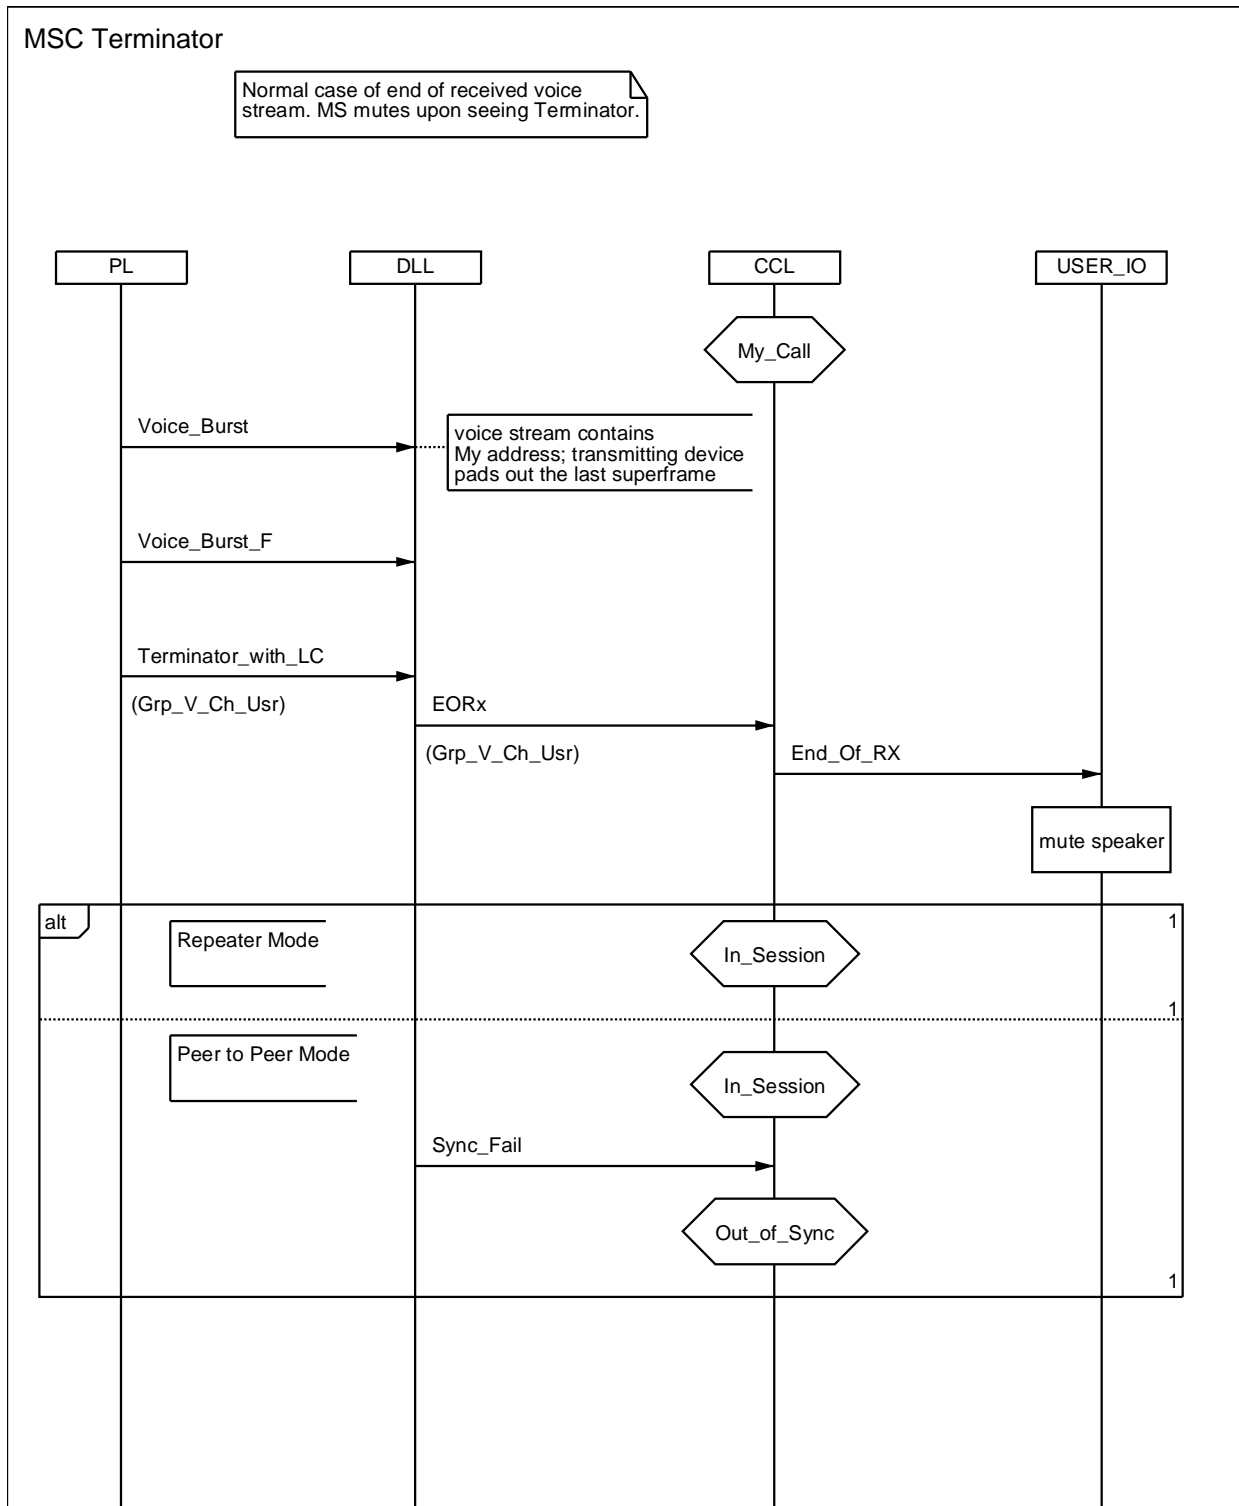 MSC Terminator
Normal case of end of received voice
stream. MS mutes upon seeing Terminator.
PL
DLL
CCL
USER_IO
My_Call
Voice_Burst
voice stream contains
My address; transmitting device
pads out the last superframe
Voice_Burst_F
Terminator_with_LC
(Grp_V_Ch_Usr)
EORx
(Grp_V_Ch_Usr)
End_Of_RX
mute speaker
alt
1
Repeater Mode
In_Session
1
Peer to Peer Mode
In_Session
Sync_Fail
Out_of_Sync
1